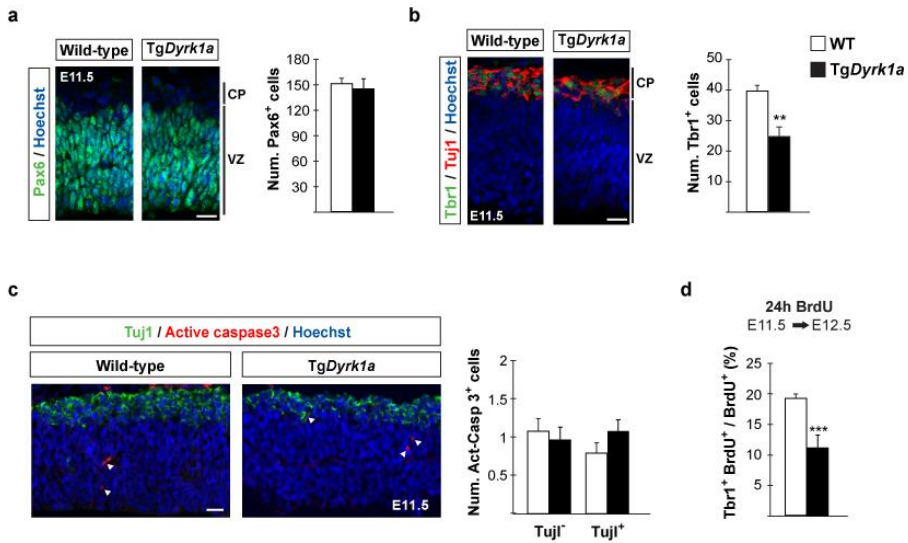 a
Wild-type
TgDyrk1a
E11.5
Pax6 / Hoechst
CP
VZ
Num. Pax6+ cells
150
120
90
60
30
180
b
Wild-type
TgDyrk1a
Tbr1 / Tuj1 / Hoechst
E11.5
CP
VZ
WT
TgDyrk1a
Num. Tbr1+ cells
50
40
30
20
10
**
c
Tuj1 / Active caspase3 / Hoechst
Wild-type
TgDyrk1a
E11.5
Num. Act-Casp 3+ cells
2
1.5
1
0.5
TujI-
TujI+
d
24h BrdU
E11.5 ➡ E12.5
Tbr1+ BrdU+ / BrdU+ (%)
25
20
15
10
5
0
***